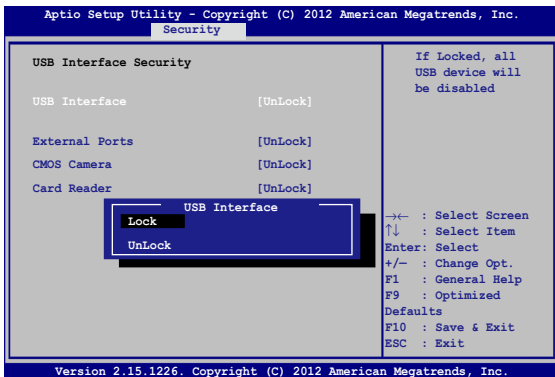 Aptio Setup Utility - Copyright (C) 2012 American Megatrends, Inc.
Security
USB Interface Security
USB Interface [UnLock]
External Ports [UnLock]
CMOS Camera [UnLock]
Card Reader [UnLock]
USB Interface
Lock
UnLock
If Locked, all
USB device will
be disabled
→← : Select Screen
↑↓ : Select Item
Enter: Select
+/— : Change Opt.
F1 : General Help
F9 : Optimized
Defaults
F10 : Save & Exit
ESC : Exit
Version 2.15.1226. Copyright (C) 2012 American Megatrends, Inc.